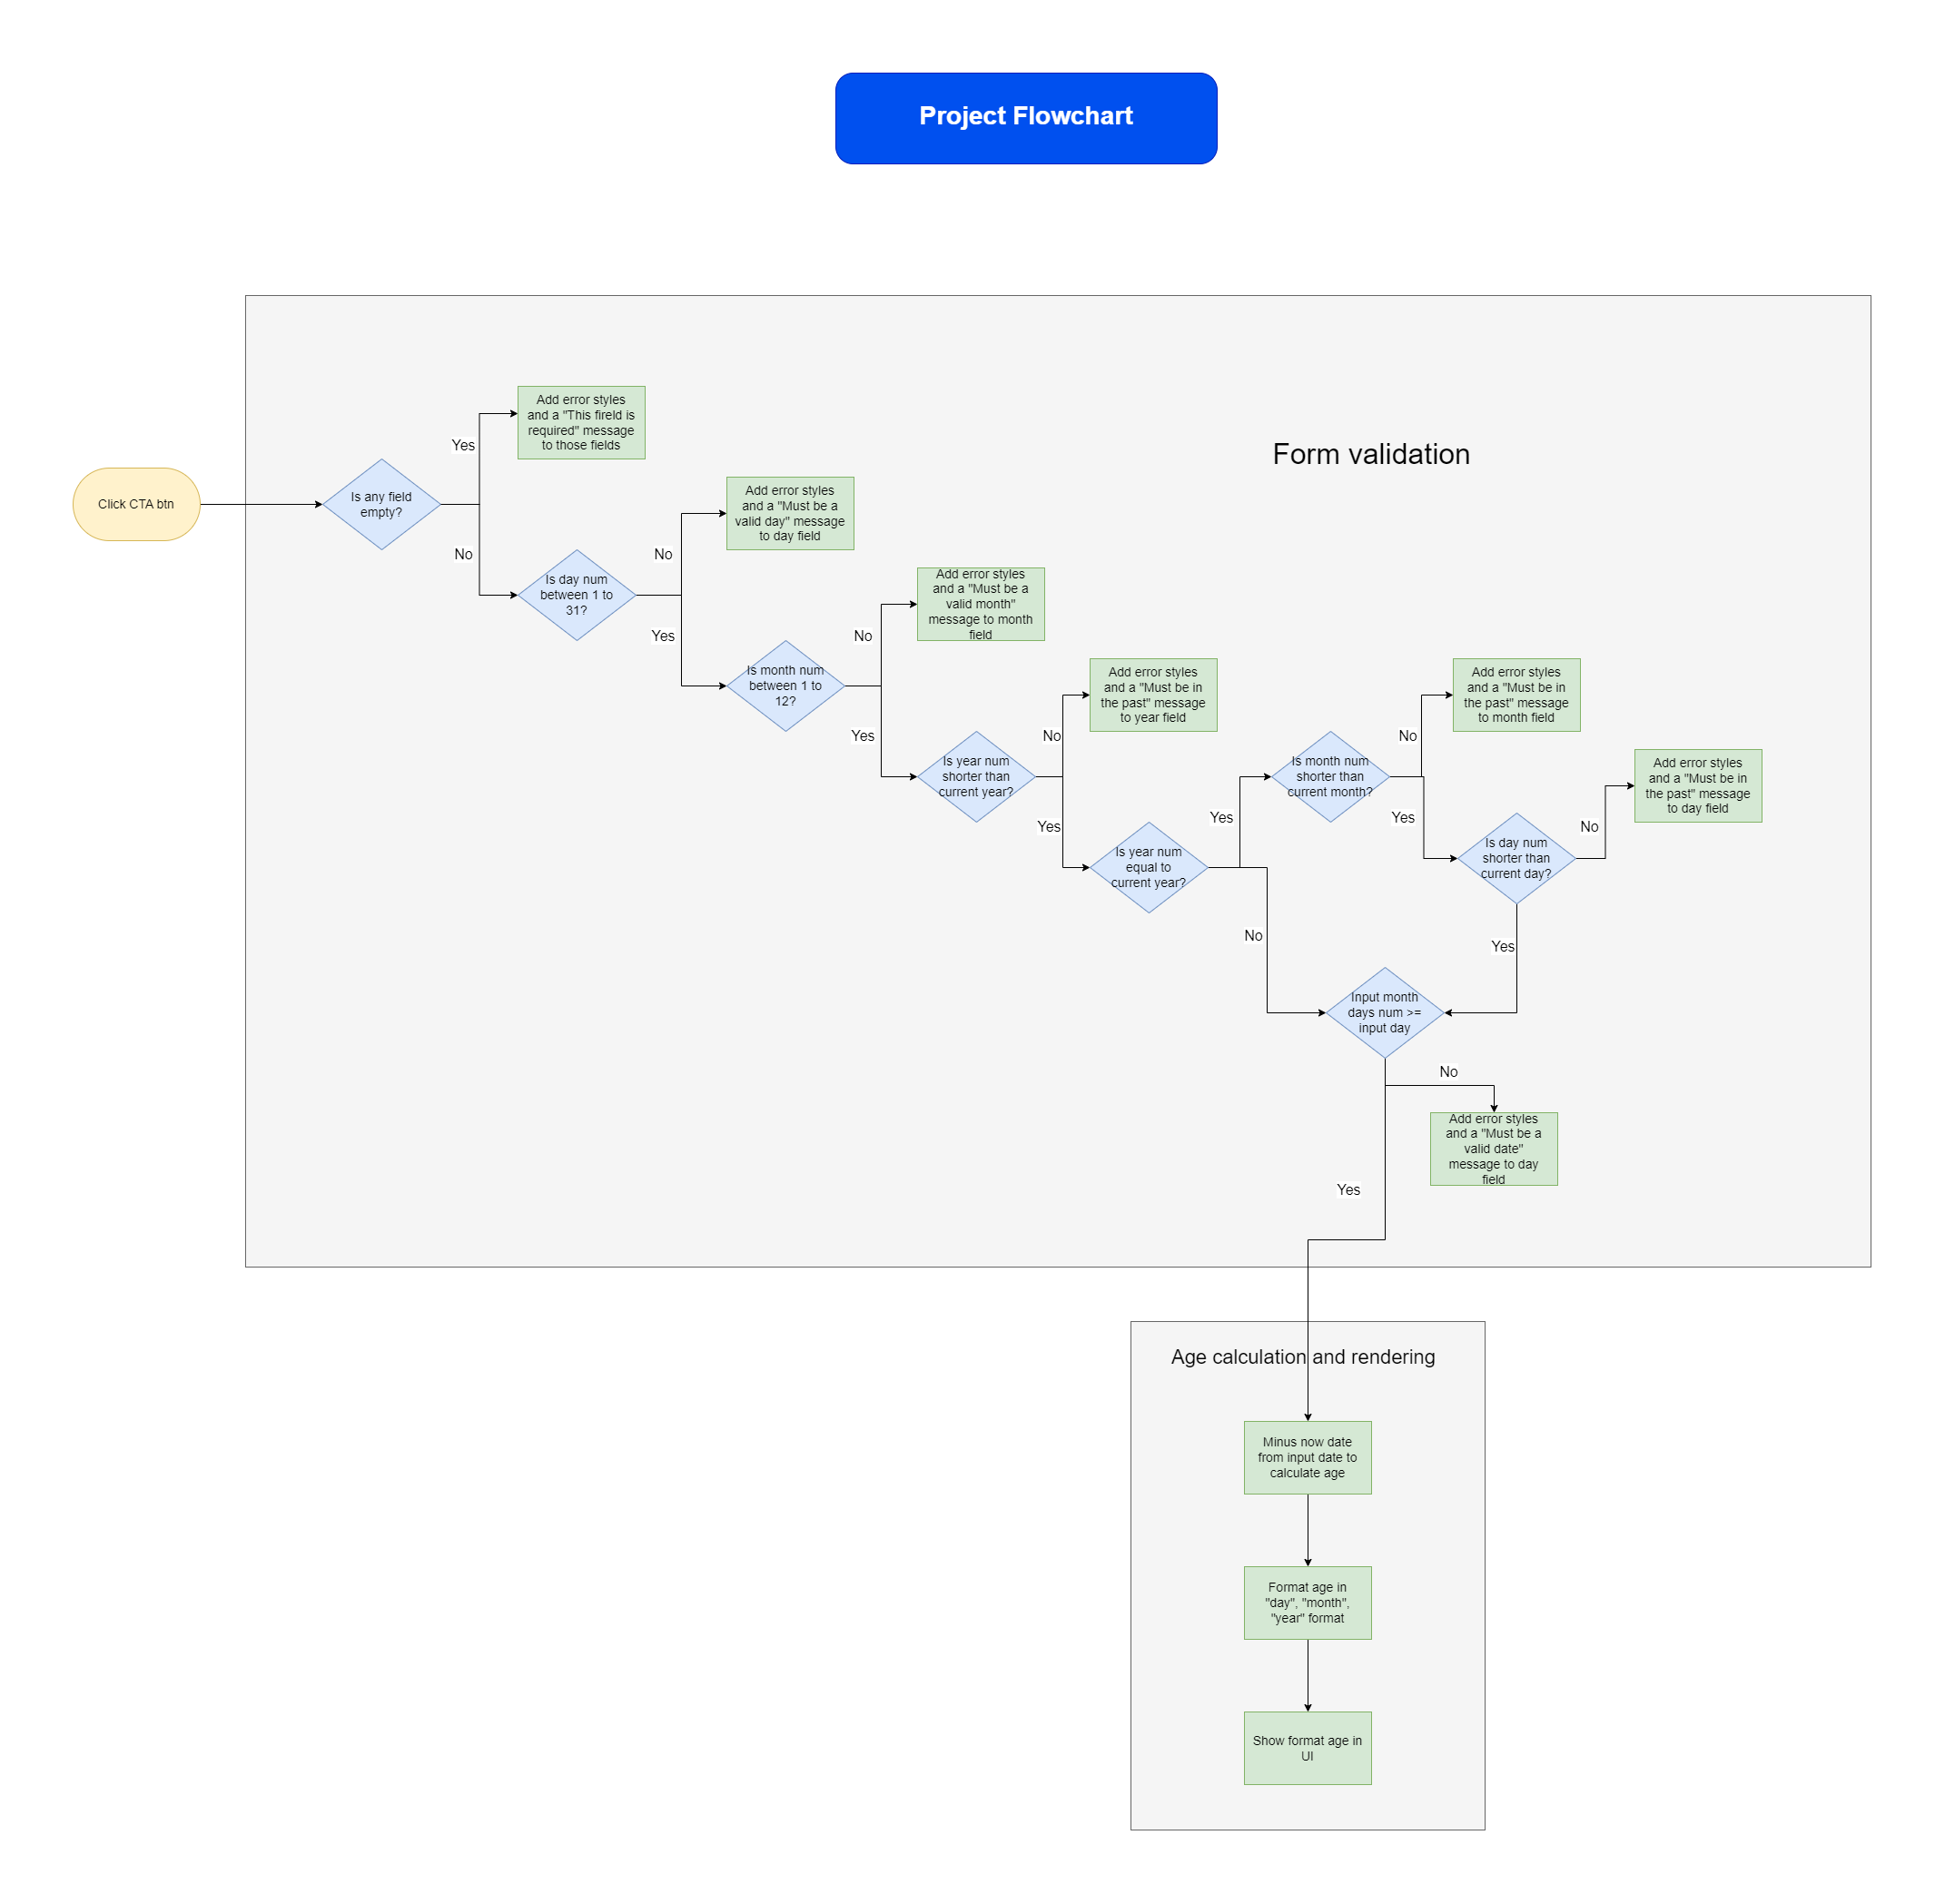 Project Flowchart
Form validation
Click CTA btn
Is any field
empty?
Yes
Add error styles
and a "This fireld is
required" message
to those fields
No
Is day num
between 1 to
31?
No
Add error styles
and a "Must be a
valid day" message
to day field
Yes
Is month num
between 1 to
12?
No
Add error styles
and a "Must be a
valid month"
message to month
field
Yes
Is year num
shorter than
current year?
No
Add error styles
and a "Must be in
the past" message
to year field
Yes
Is year num
equal to
current year?
Yes
Is month num
shorter than
current month?
No
Add error styles
and a "Must be in
the past" message
to month field
Yes
Is day num
shorter than
current day?
No
Add error styles
and a "Must be in
the past" message
to day field
No
Yes
Input month
days num >=
input day
No
Add error styles
and a "Must be a
valid date"
message to day
field
Yes
Age calculation and rendering
Minus now date
from input date to
calculate age
Format age in
"day", "month",
"year" format
Show format age in
UI